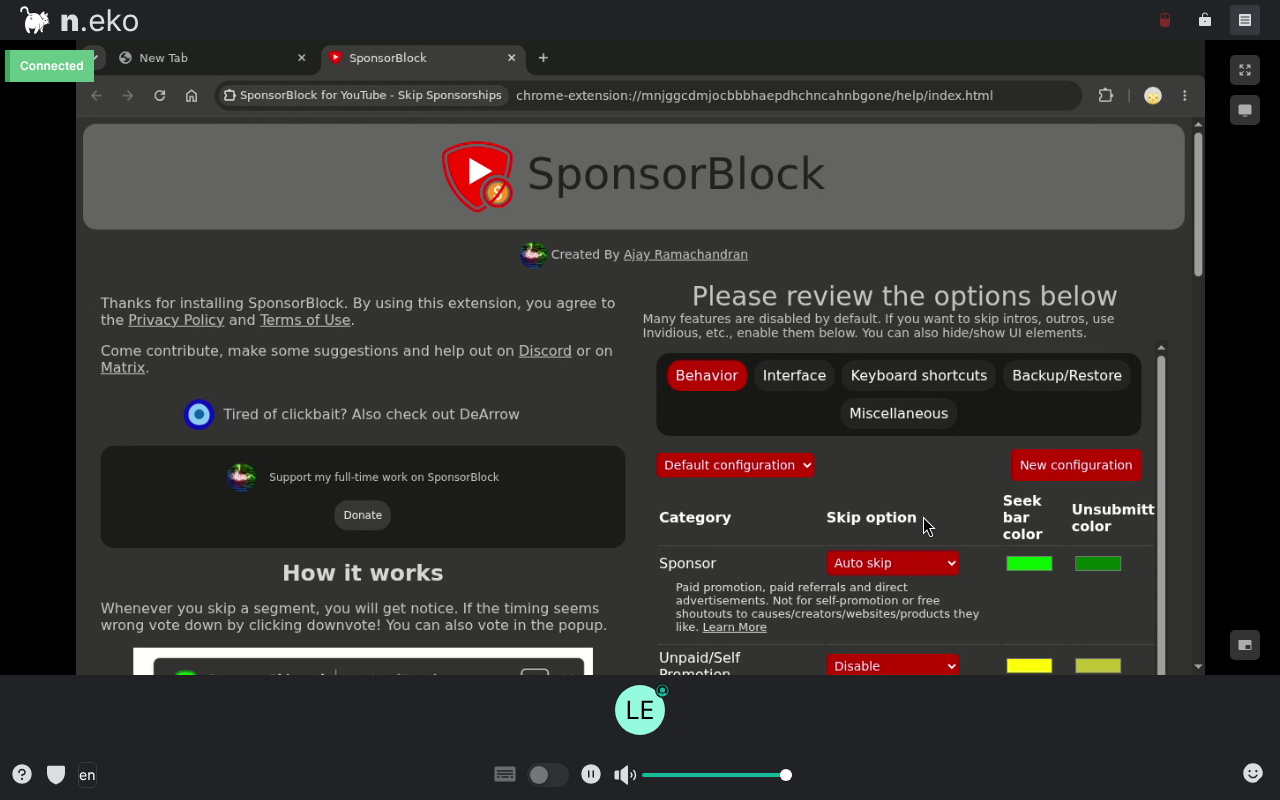 n.eko
Connected
New Tab
SponsorBlock
SponsorBlock for YouTube - Skip Sponsorships
chrome-extension://mnjggcdmjocbbbhaepdhchncahnbgone/help/index.html
SponsorBlock
Created By Ajay Ramachandran
Thanks for installing SponsorBlock. By using this extension, you agree to
the Privacy Policy and Terms of Use.
Come contribute, make some suggestions and help out on Discord or on
Matrix.
Tired of clickbait? Also check out DeArrow
Support my full-time work on SponsorBlock
Donate
How it works
Whenever you skip a segment, you will get notice. If the timing seems
wrong vote down by clicking downvote! You can also vote in the popup.
Please review the options below
Many features are disabled by default. If you want to skip intros, outros, use
Invidious, etc., enable them below. You can also hide/show UI elements.
Behavior
Interface
Keyboard shortcuts
Backup/Restore
Miscellaneous
Default configuration
New configuration
Category
Skip option
Seek
bar
color
Unsubmitt
color
Sponsor
Auto skip
Paid promotion, paid referrals and direct
advertisements. Not for self-promotion or free
shoutouts to causes/creators/websites/products they
like. Learn More
Unpaid/Self
Promotion
Disable
LE
en